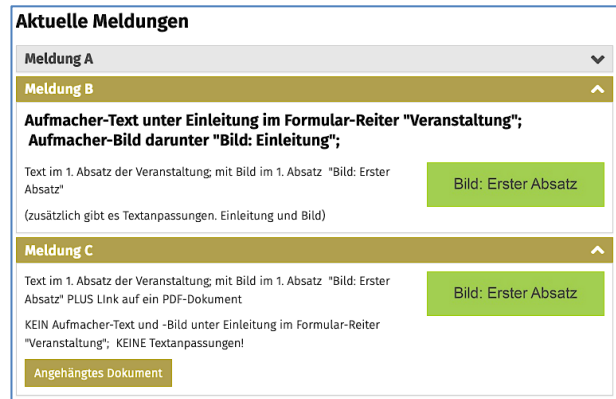 Aktuelle Meldungen
Meldung A
Meldung B
Aufmacher-Text unter Einleitung im Formular-Reiter "Veranstaltung";
Aufmacher-Bild darunter "Bild: Einleitung";
Text im 1. Absatz der Veranstaltung; mit Bild im 1. Absatz "Bild: Erster
Absatz"
(zusätzlich gibt es Textanpassungen. Einleitung und Bild)
Bild: Erster Absatz
Meldung C
Text im 1. Absatz der Veranstaltung; mit Bild im 1. Absatz "Bild: Erster
Absatz" PLUS LInk auf ein PDF-Dokument
KEIN Aufmacher-Text und -Bild unter Einleitung im Formular-Reiter
"Veranstaltung"; KEINE Textanpassungen!
Bild: Erster Absatz
Angehängtes Dokument